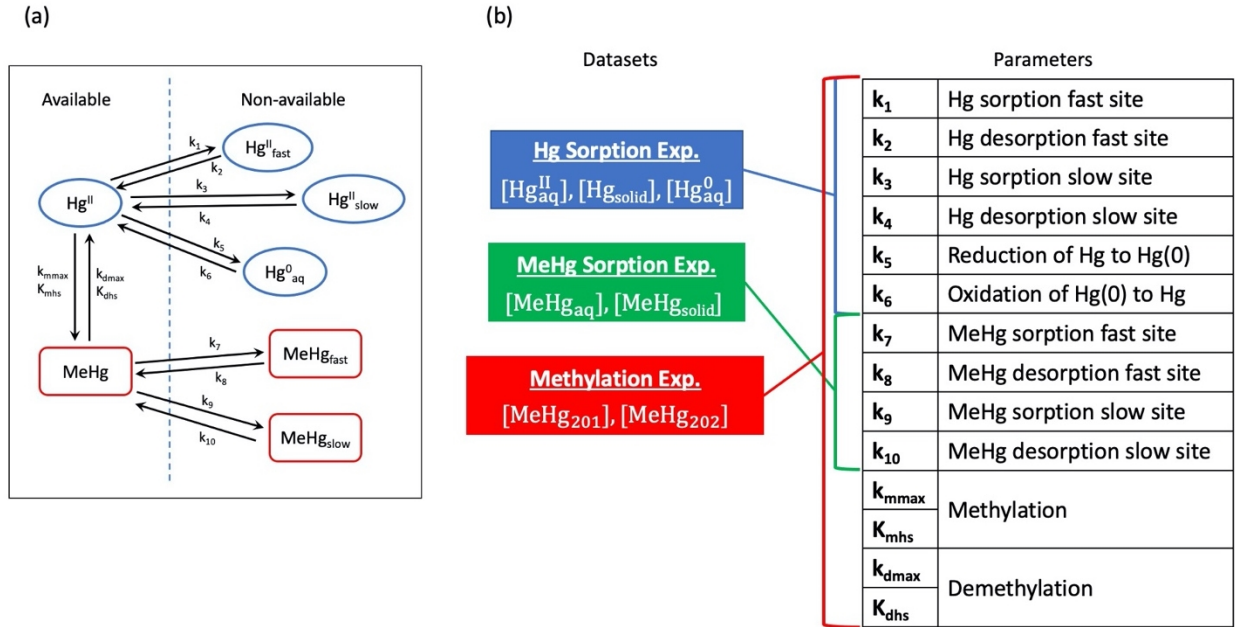 (a)
Available
Non-available
k₁
Hgᴵᴵfast
k₂
k₃
Hgᴵᴵ
Hgᴵᴵslow
k₄
k₅
k₆
Hg⁰aq
kmmax
Kmhs
kdmax
Kdhs
k₇
MeHg
MeHgfast
k₈
k₉
k₁₀
MeHgslow
(b)
Datasets
Parameters
Hg Sorption Exp.
[Hgᴵᴵaq], [Hgsolid], [Hg⁰aq]
MeHg Sorption Exp.
[MeHgaq], [MeHgsolid]
Methylation Exp.
[MeHg₂₀₁], [MeHg₂₀₂]
k₁ Hg sorption fast site
k₂ Hg desorption fast site
k₃ Hg sorption slow site
k₄ Hg desorption slow site
k₅ Reduction of Hg to Hg(0)
k₆ Oxidation of Hg(0) to Hg
k₇ MeHg sorption fast site
k₈ MeHg desorption fast site
k₉ MeHg sorption slow site
k₁₀ MeHg desorption slow site
kmmax
Methylation
Kmhs
kdmax
Demethylation
Kdhs